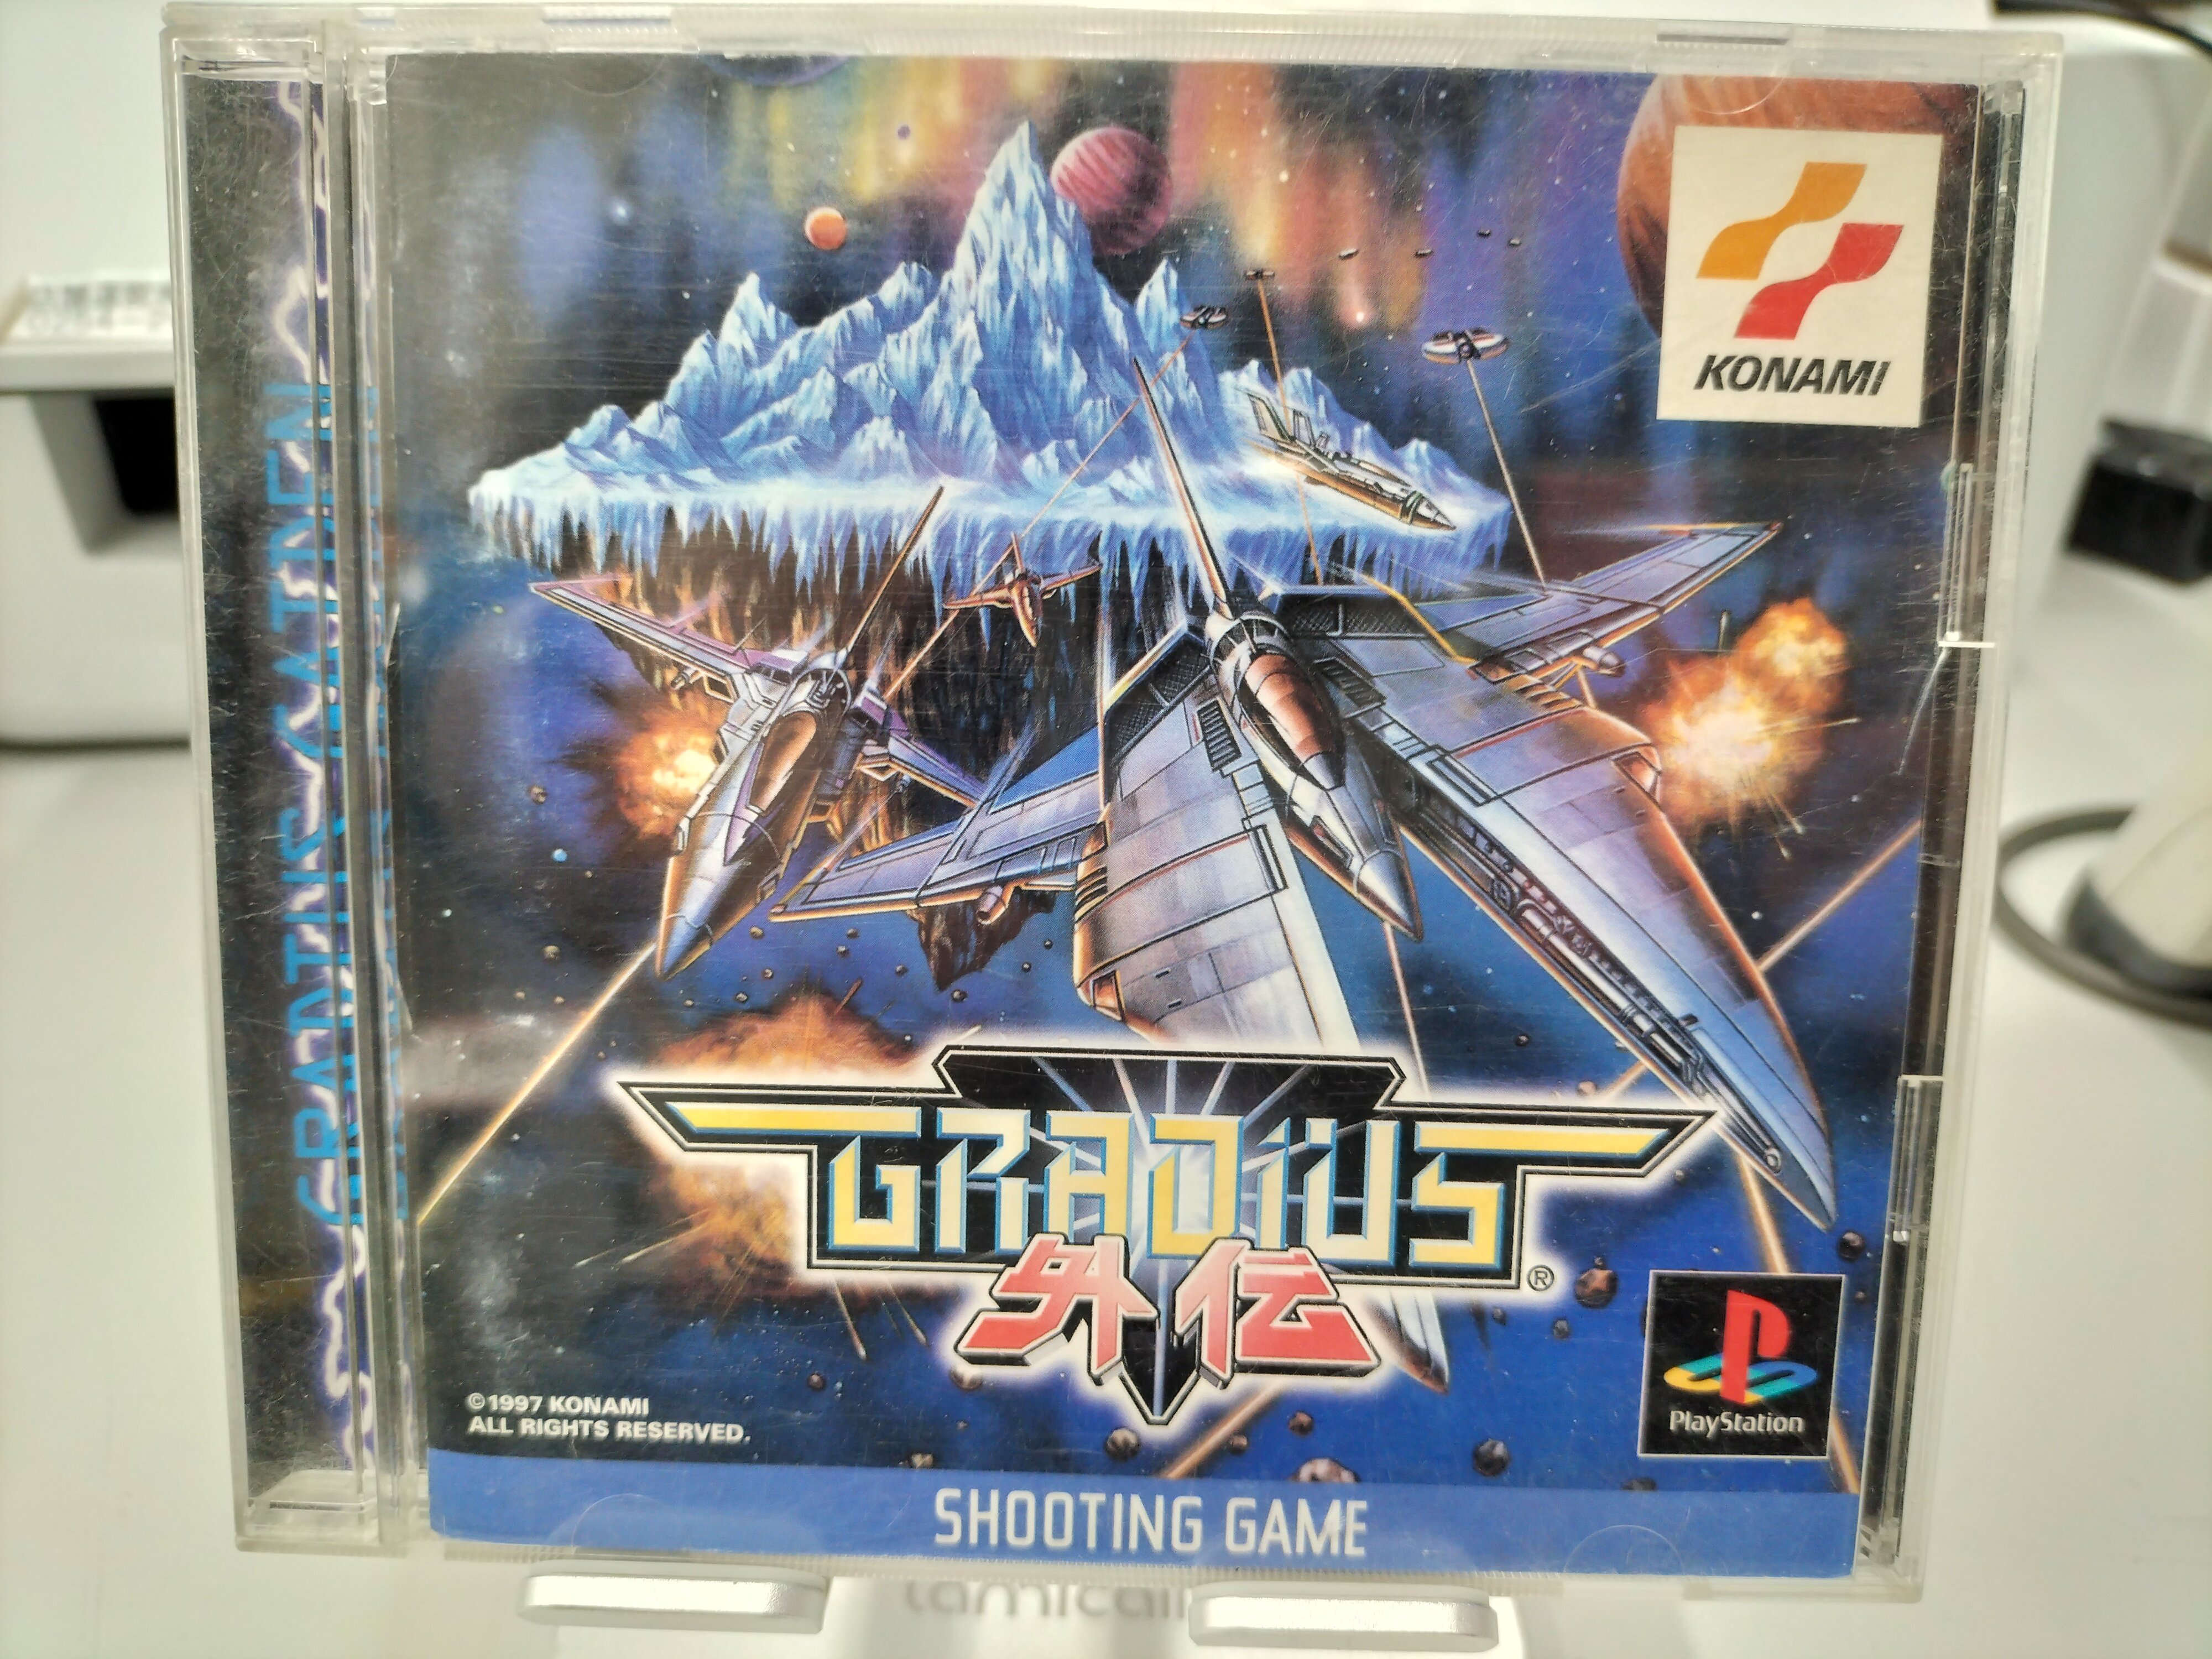 KONAMI
GRADIUS GAIDEN
GRADIUS
外伝
®
©1997 KONAMI
ALL RIGHTS RESERVED.
PlayStation
SHOOTING GAME